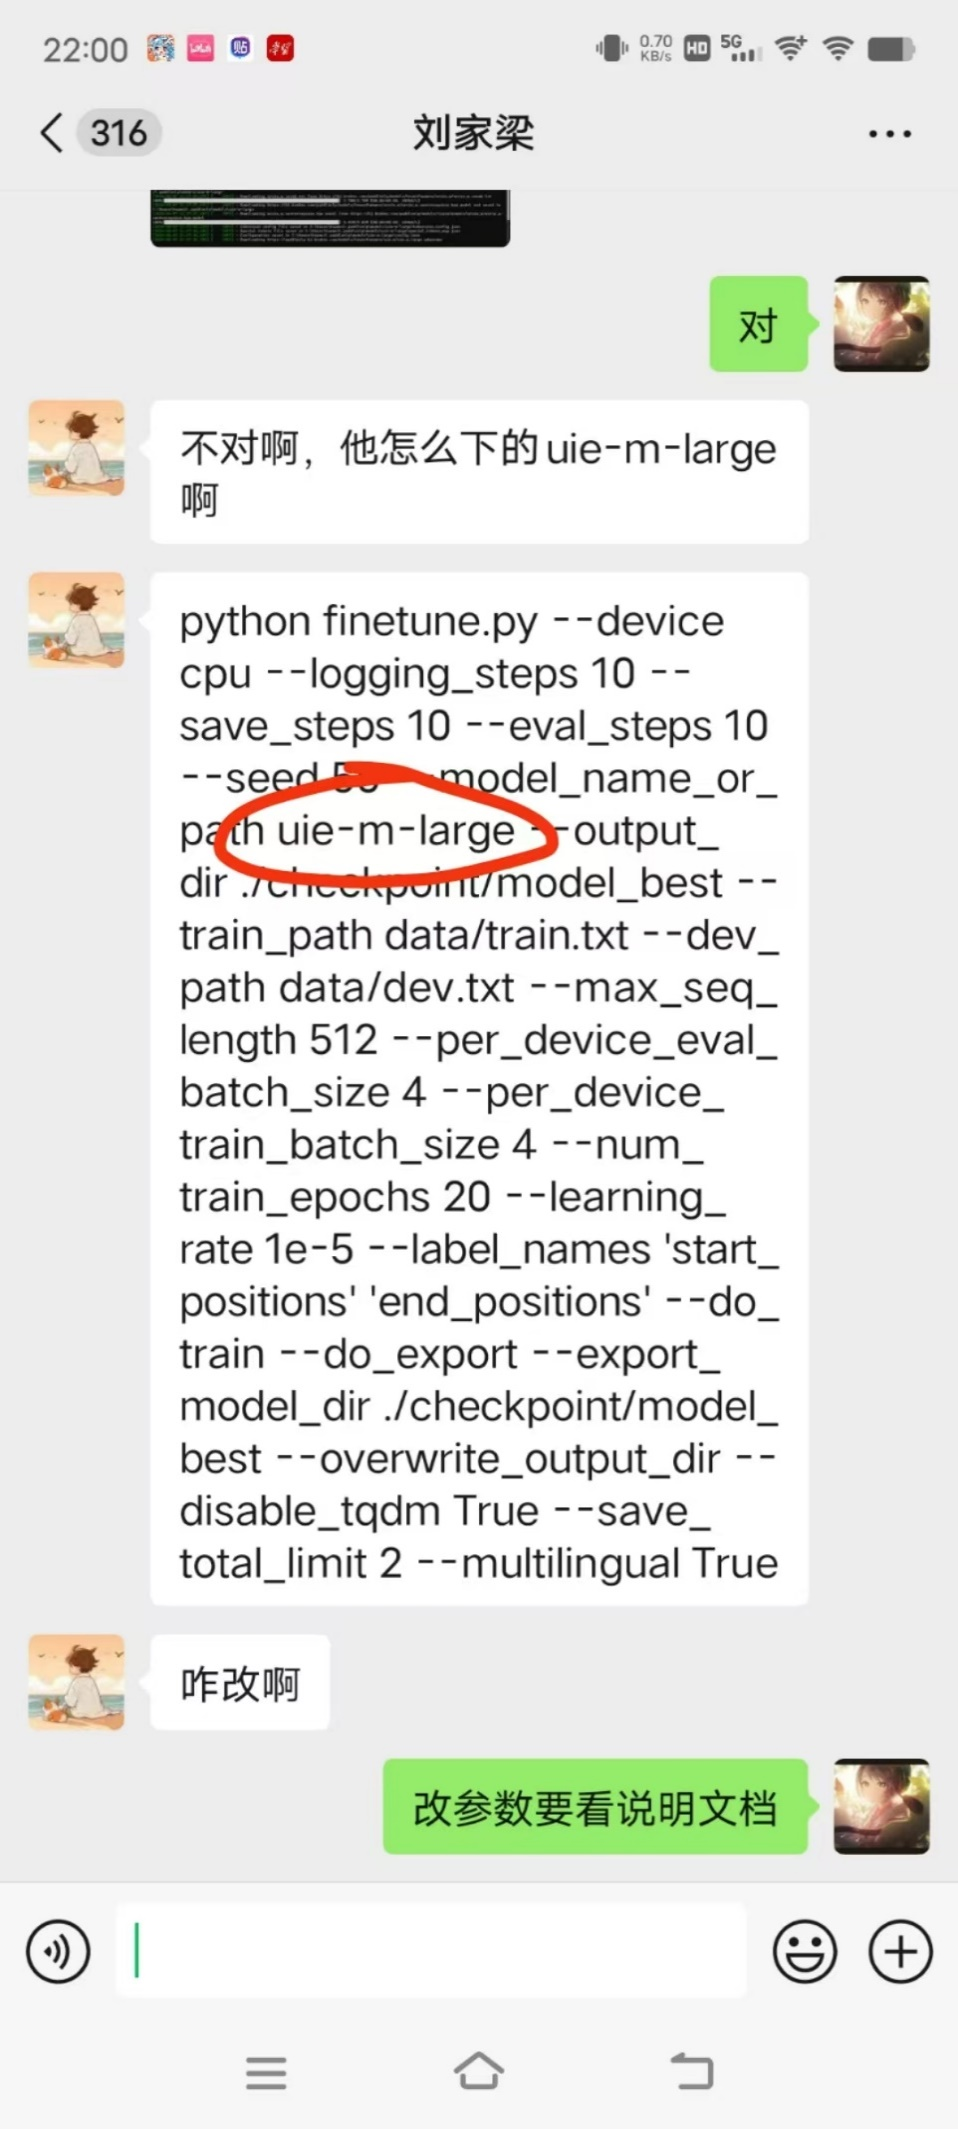 22:00
0.70
KB/s
HD
5G
316
刘家梁
对
不对啊，他怎么下的uie-m-large
啊
python finetune.py --device
cpu --logging_steps 10 --
save_steps 10 --eval_steps 10
--seed model_name_or_
path uie-m-large --output_
dir ./checkpoint/model_best --
train_path data/train.txt --dev_
path data/dev.txt --max_seq_
length 512 --per_device_eval_
batch_size 4 --per_device_
train_batch_size 4 --num_
train_epochs 20 --learning_
rate 1e-5 --label_names 'start_
positions' 'end_positions' --do_
train --do_export --export_
model_dir ./checkpoint/model_
best --overwrite_output_dir --
disable_tqdm True --save_
total_limit 2 --multilingual True
咋改啊
改参数要看说明文档